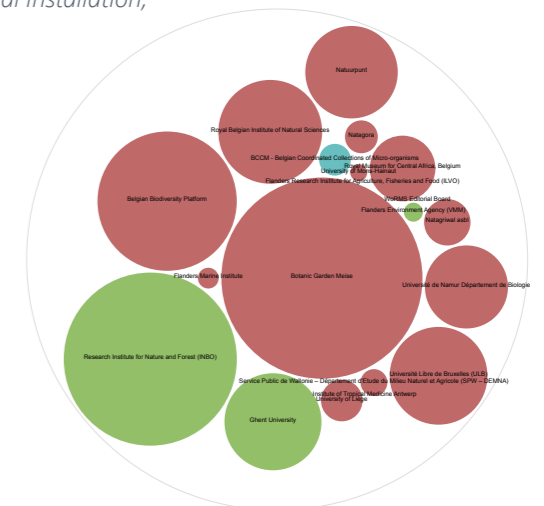 al installation,
Natuurpunt
Royal Belgian Institute of Natural Sciences
Natagora
BCCM - Belgian Coordinated Collections of Micro-organisms
Royal Museum for Central Africa, Belgium
University of Mons-Hainaut
Flanders Research Institute for Agriculture, Fisheries and Food (ILVO)
Belgian Biodiversity Platform
WoRMS Editorial Board
Flanders Environment Agency (VMM)
Natagriwal asbl
Flanders Marine Institute
Botanic Garden Meise
Université de Namur Département de Biologie
Research Institute for Nature and Forest (INBO)
Université Libre de Bruxelles (ULB)
Service Public de Wallonie – Département d'Étude du Milieu Naturel et Agricole (SPW – DEMNA)
Institute of Tropical Medicine Antwerp
University of Liège
Ghent University